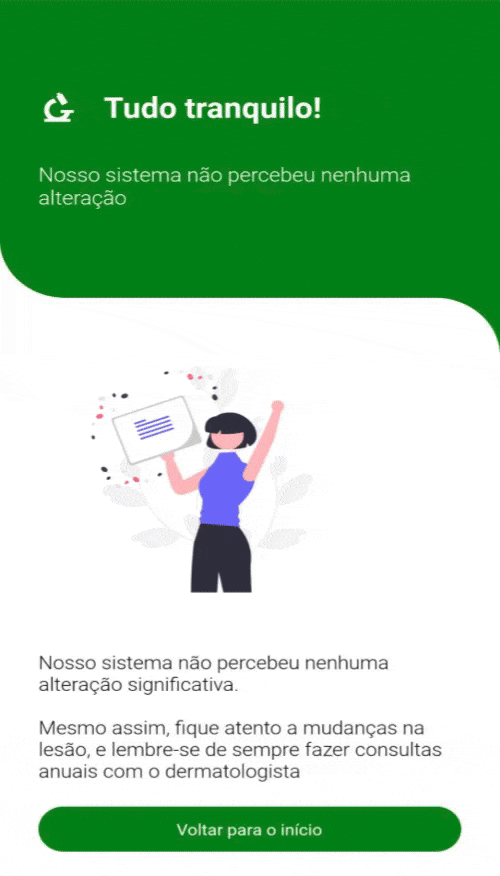 Tudo tranquilo!
Nosso sistema não percebeu nenhuma
alteração
Nosso sistema não percebeu nenhuma
alteração significativa.
Mesmo assim, fique atento a mudanças na
lesão, e lembre-se de sempre fazer consultas
anuais com o dermatologista
Voltar para o início